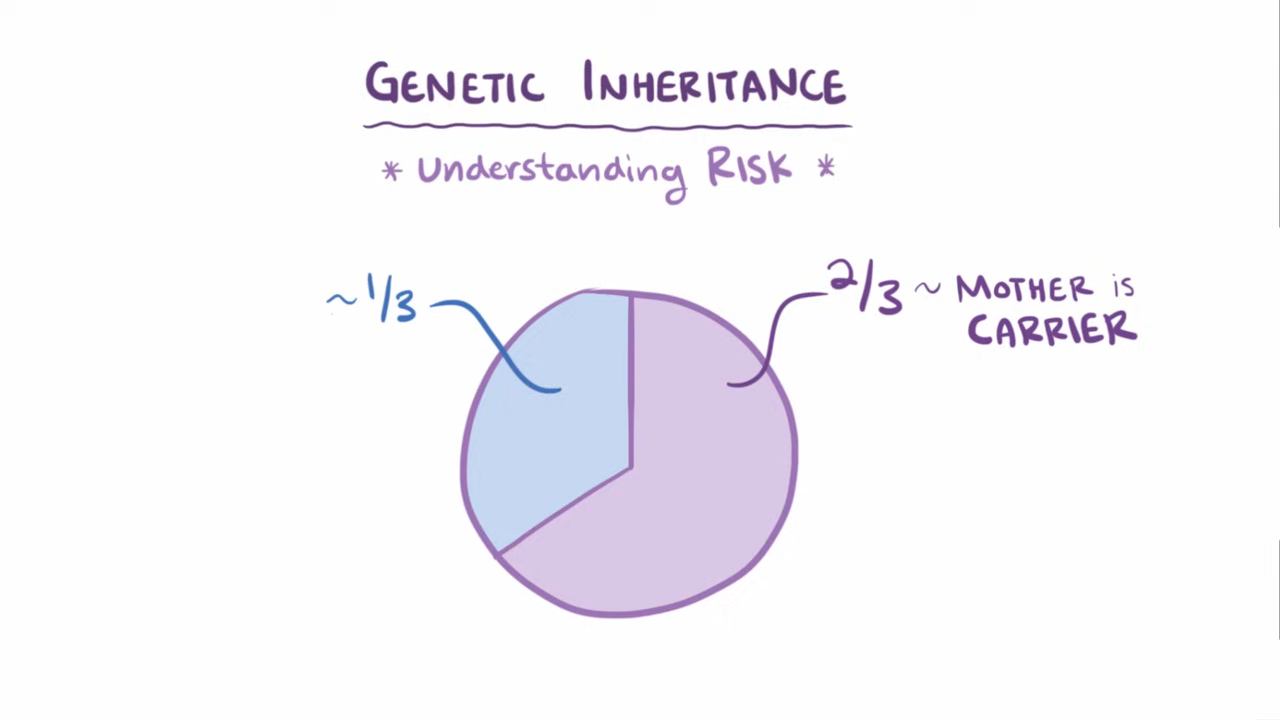 GENETIC INHERITANCE
* Understanding RISK *
~ 1/3
2/3 ~ MOTHER is
CARRIER